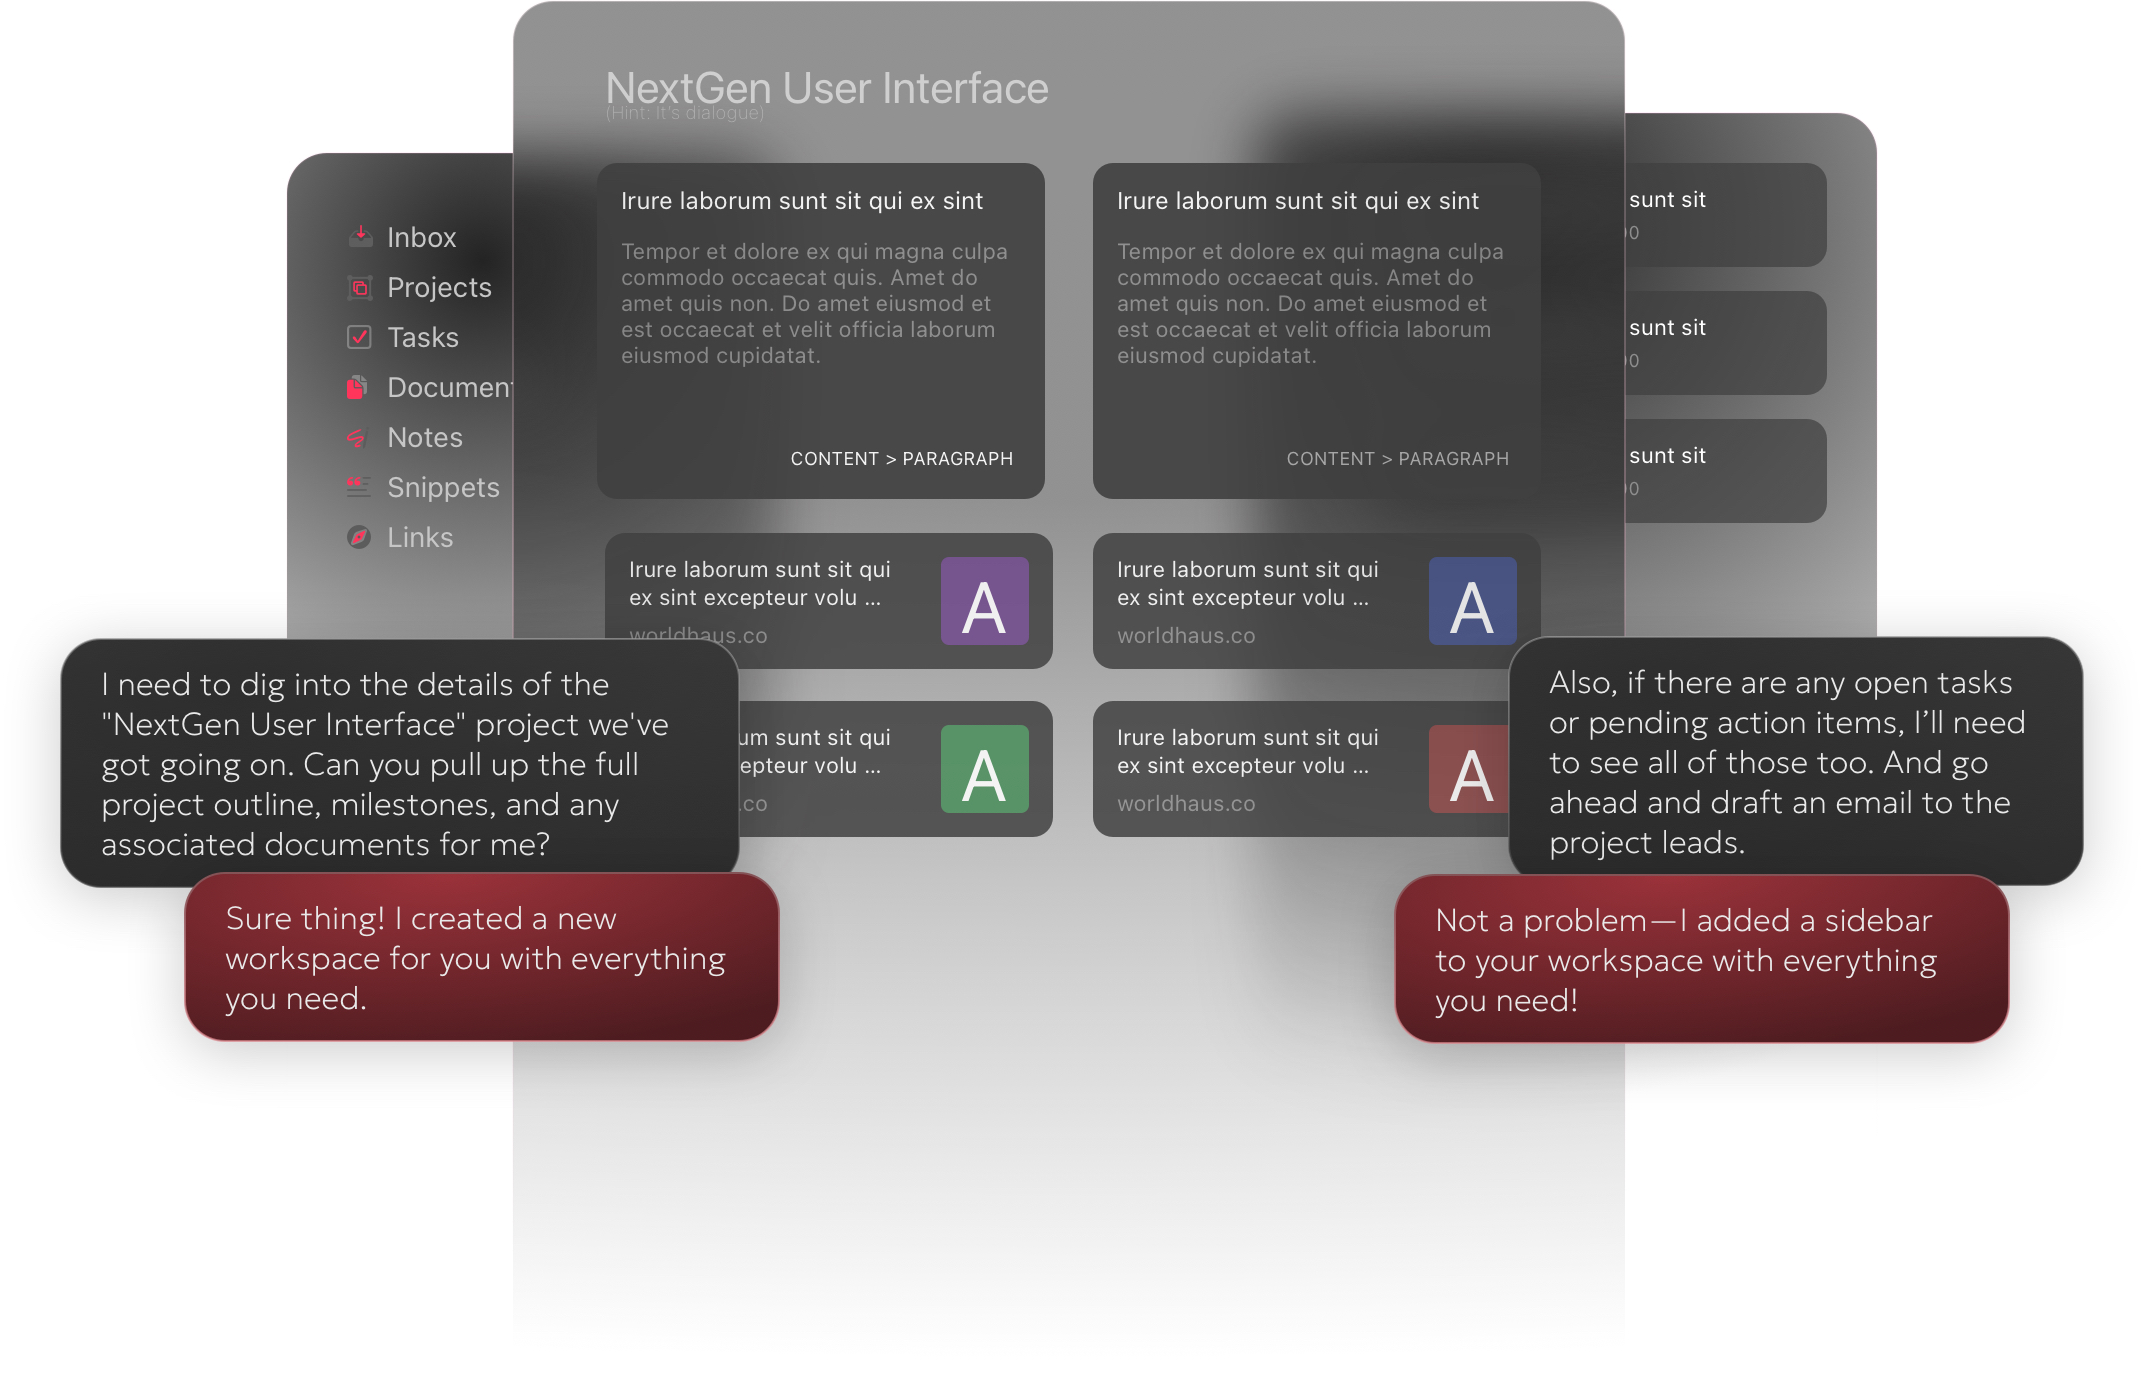 NextGen User Interface
(Hint: It's dialogue)
Inbox
Projects
Tasks
Document
Notes
Snippets
Links
Irure laborum sunt sit qui ex sint
Tempor et dolore ex qui magna culpa
commodo occaecat quis. Amet do
amet quis non. Do amet eiusmod et
est occaecat et velit officia laborum
eiusmod cupidatat.
CONTENT > PARAGRAPH
Irure laborum sunt sit qui ex sint
Tempor et dolore ex qui magna culpa
commodo occaecat quis. Amet do
amet quis non. Do amet eiusmod et
est occaecat et velit officia laborum
eiusmod cupidatat.
CONTENT > PARAGRAPH
sunt sit
sunt sit
sunt sit
Irure laborum sunt sit qui
ex sint excepteur volu ...
worldhaus.co
A
Irure laborum sunt sit qui
ex sint excepteur volu ...
worldhaus.co
A
um sunt sit qui
epteur volu ...
.co
A
Irure laborum sunt sit qui
ex sint excepteur volu ...
worldhaus.co
A
I need to dig into the details of the
"NextGen User Interface" project we've
got going on. Can you pull up the full
project outline, milestones, and any
associated documents for me?
Sure thing! I created a new
workspace for you with everything
you need.
Also, if there are any open tasks
or pending action items, I’ll need
to see all of those too. And go
ahead and draft an email to the
project leads.
Not a problem—I added a sidebar
to your workspace with everything
you need!